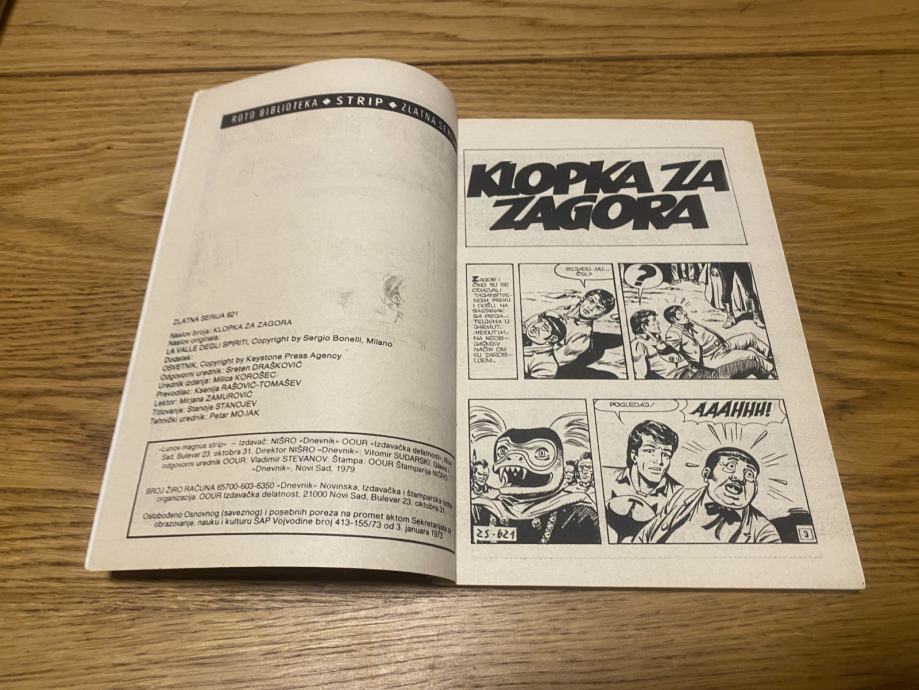 ROTO BIBLIOTEKA ◆ STRIP ◆ ZLATNA
ZLATNA SERIJA 621
Naslov broja: KLOPKA ZA ZAGORA
Naslov originala:
LA VALLE DEGLI SPIRITI, Copyright by Sergio Bonelli, Milano
Dodatak:
OSVETNIK, Copyright by Keystone Press Agency
Odgovorni urednik: Sreten DRAŠKOVIĆ
Urednik izdanja: Milica KOROŠEC
Prevodilac: Ksenija RAŠOVIĆ-TOMAŠEV
Lektor: Mirjana ZAMUROVIĆ
Titlovanje: Stanoje STANOJEV
Tehnički urednik: Petar MOJAK
»Lunov magnus strip« – Izdavač: NIŠRO »Dnevnik« OOUR »Izdavačka delatnost«,
Sad, Bulevar 23. oktobra 31. Direktor NIŠRO »Dnevnik«: Vitomir SUDARSKI. Glavni i
odgovorni urednik OOUR: Vladimir STEVANOV. Štampa: OOUR Štamparija NIŠRO
»Dnevnik«, Novi Sad, 1979.
BROJ ŽIRO RAČUNA 65700-603-6350 »Dnevnik« Novinska, Izdavačka i štamparska radna
organizacija, OOUR Izdavačka delatnost, 21000 Novi Sad, Bulevar 23. oktobra 31.
Oslobođeno Osnovnog (saveznog) i posebnih poreza na promet aktom Sekretarijata za
obrazovanje, nauku i kulturu SAP Vojvodine broj 413-155/73 od 3. januara 1973.
KLOPKA ZA
ZAGORA
ZAGOR I
ČIKO SU SE
ODAZVALI
TAJANSTVE-
NOM PISMU
I DOŠLI NA
SASTANAK
SA PRIJA-
TELJIMA U
DARKMUT.
MEĐUTIM,
NA NEOB-
JAŠNJIV
NAČIN ONI
SU ZAROB-
LJENI.
ŠTA?
?
POGLEDAJ!
AAAHHH!
ZS-621
3